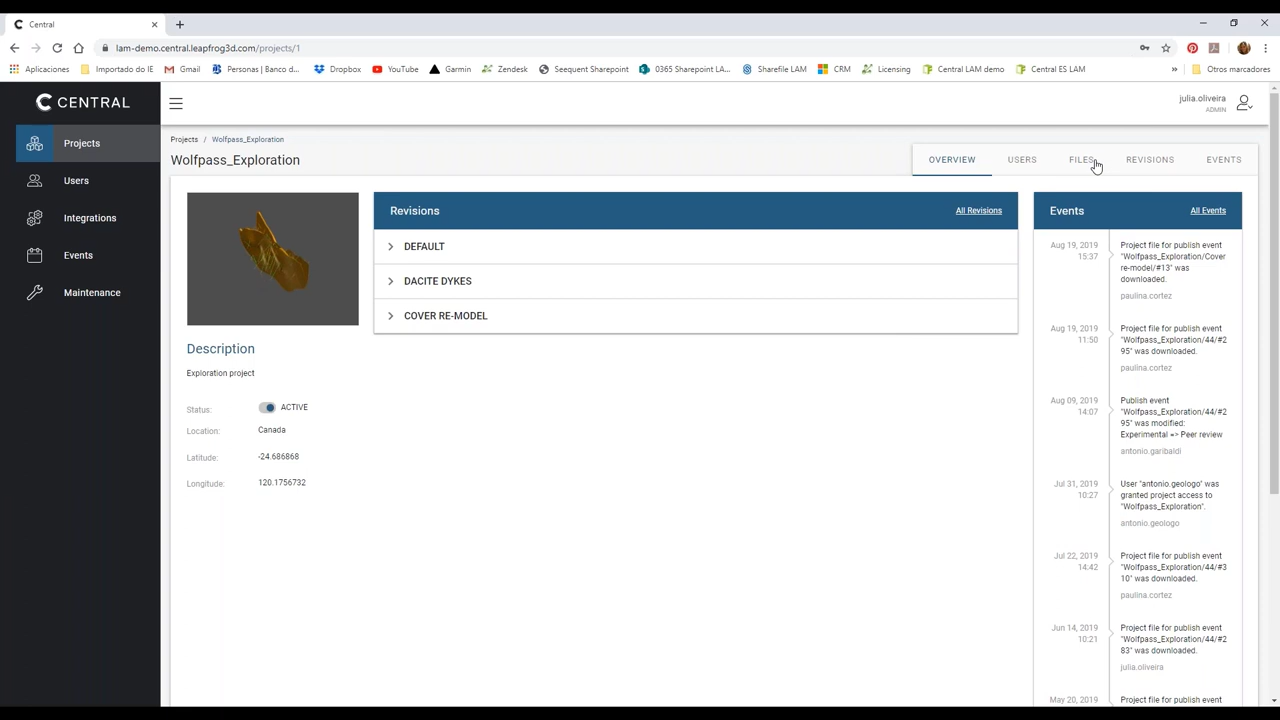 Central
lam-demo.central.leapfrog3d.com/projects/1
Aplicaciones
Importado do IE
Gmail
Personas | Banco d...
Dropbox
YouTube
Garmin
Zendesk
Seequent Sharepoint
0365 Sharepoint LA...
Sharefile LAM
CRM
Licensing
Central LAM demo
Central ES LAM
»
Otros marcadores
CENTRAL
julia.oliveira
ADMIN
Projects
Users
Integrations
Events
Maintenance
Projects / Wolfpass_Exploration
Wolfpass_Exploration
OVERVIEW
USERS
FILES
REVISIONS
EVENTS
Revisions
All Revisions
DEFAULT
DACITE DYKES
COVER RE-MODEL
Description
Exploration project
Status: ACTIVE
Location: Canada
Latitude: -24.686868
Longitude: 120.1756732
Events
All Events
Aug 19, 2019
15:37
Project file for publish event
"Wolfpass_Exploration/Cover
re-model/#13" was
downloaded.
paulina.cortez
Aug 19, 2019
11:50
Project file for publish event
"Wolfpass_Exploration/44/#2
95" was downloaded.
paulina.cortez
Aug 09, 2019
14:07
Publish event
"Wolfpass_Exploration/44/#2
95" was modified:
Experimental => Peer review
antonio.garibaldi
Jul 31, 2019
10:27
User "antonio.geologo" was
granted project access to
"Wolfpass_Exploration".
antonio.geologo
Jul 22, 2019
14:42
Project file for publish event
"Wolfpass_Exploration/44/#3
10" was downloaded.
paulina.cortez
Jun 14, 2019
10:21
Project file for publish event
"Wolfpass_Exploration/44/#2
83" was downloaded.
julia.oliveira
May 20, 2019
Project file for publish event